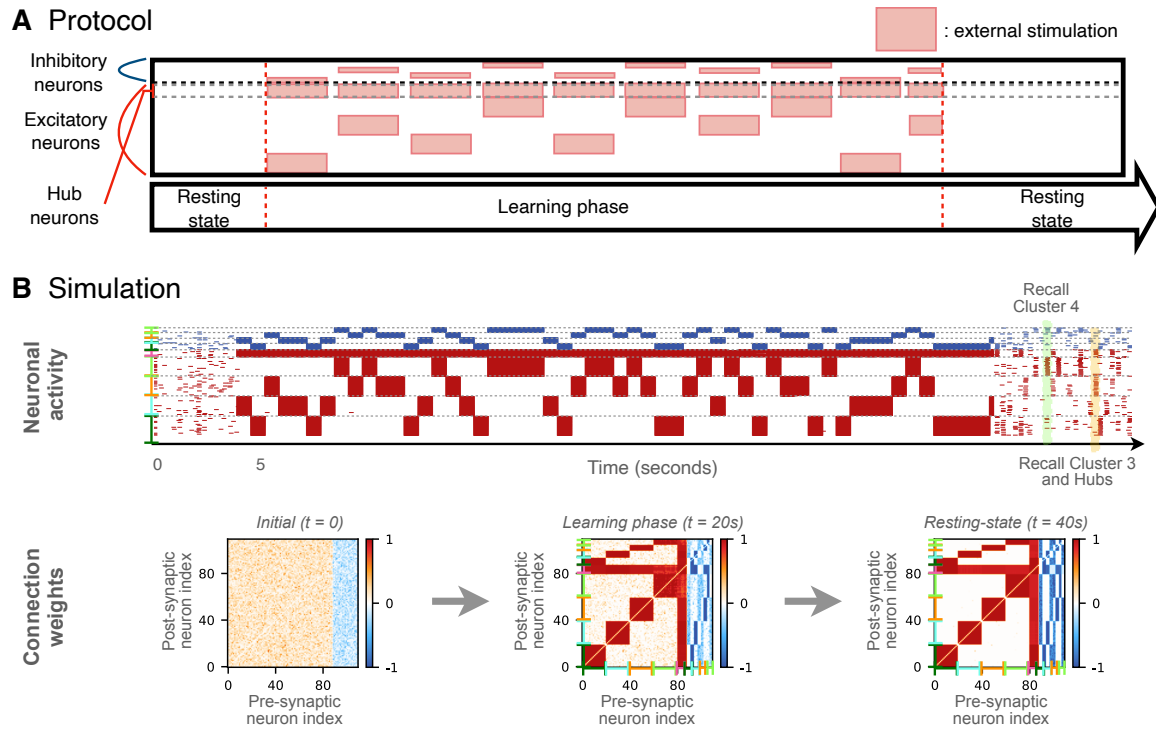 A Protocol
: external stimulation
Inhibitory
neurons
Excitatory
neurons
Hub
neurons
Resting
state
Learning phase
Resting
state
B Simulation
Recall
Cluster 4
Neuronal
activity
0
5
Time (seconds)
Recall Cluster 3
and Hubs
Connection
weights
Initial (t = 0)
Post-synaptic
neuron index
80
40
0
0
40
80
Pre-synaptic
neuron index
1
0
-1
Learning phase (t = 20s)
Post-synaptic
neuron index
80
40
0
0
40
80
Pre-synaptic
neuron index
1
0
-1
Resting-state (t = 40s)
Post-synaptic
neuron index
80
40
0
0
40
80
Pre-synaptic
neuron index
1
0
-1